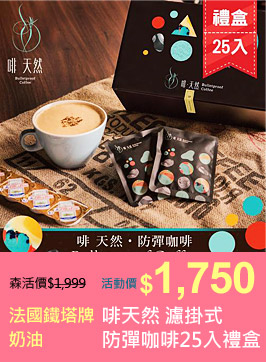 禮盒
25入
啡 天然
Bulletproof
Coffee
啡 天然
Bulletproof
Coffee
啡 天然・防彈咖啡
森活價$1,999 活動價 $1,750
法國鐵塔牌 啡天然 濾掛式
奶油 防彈咖啡25入禮盒